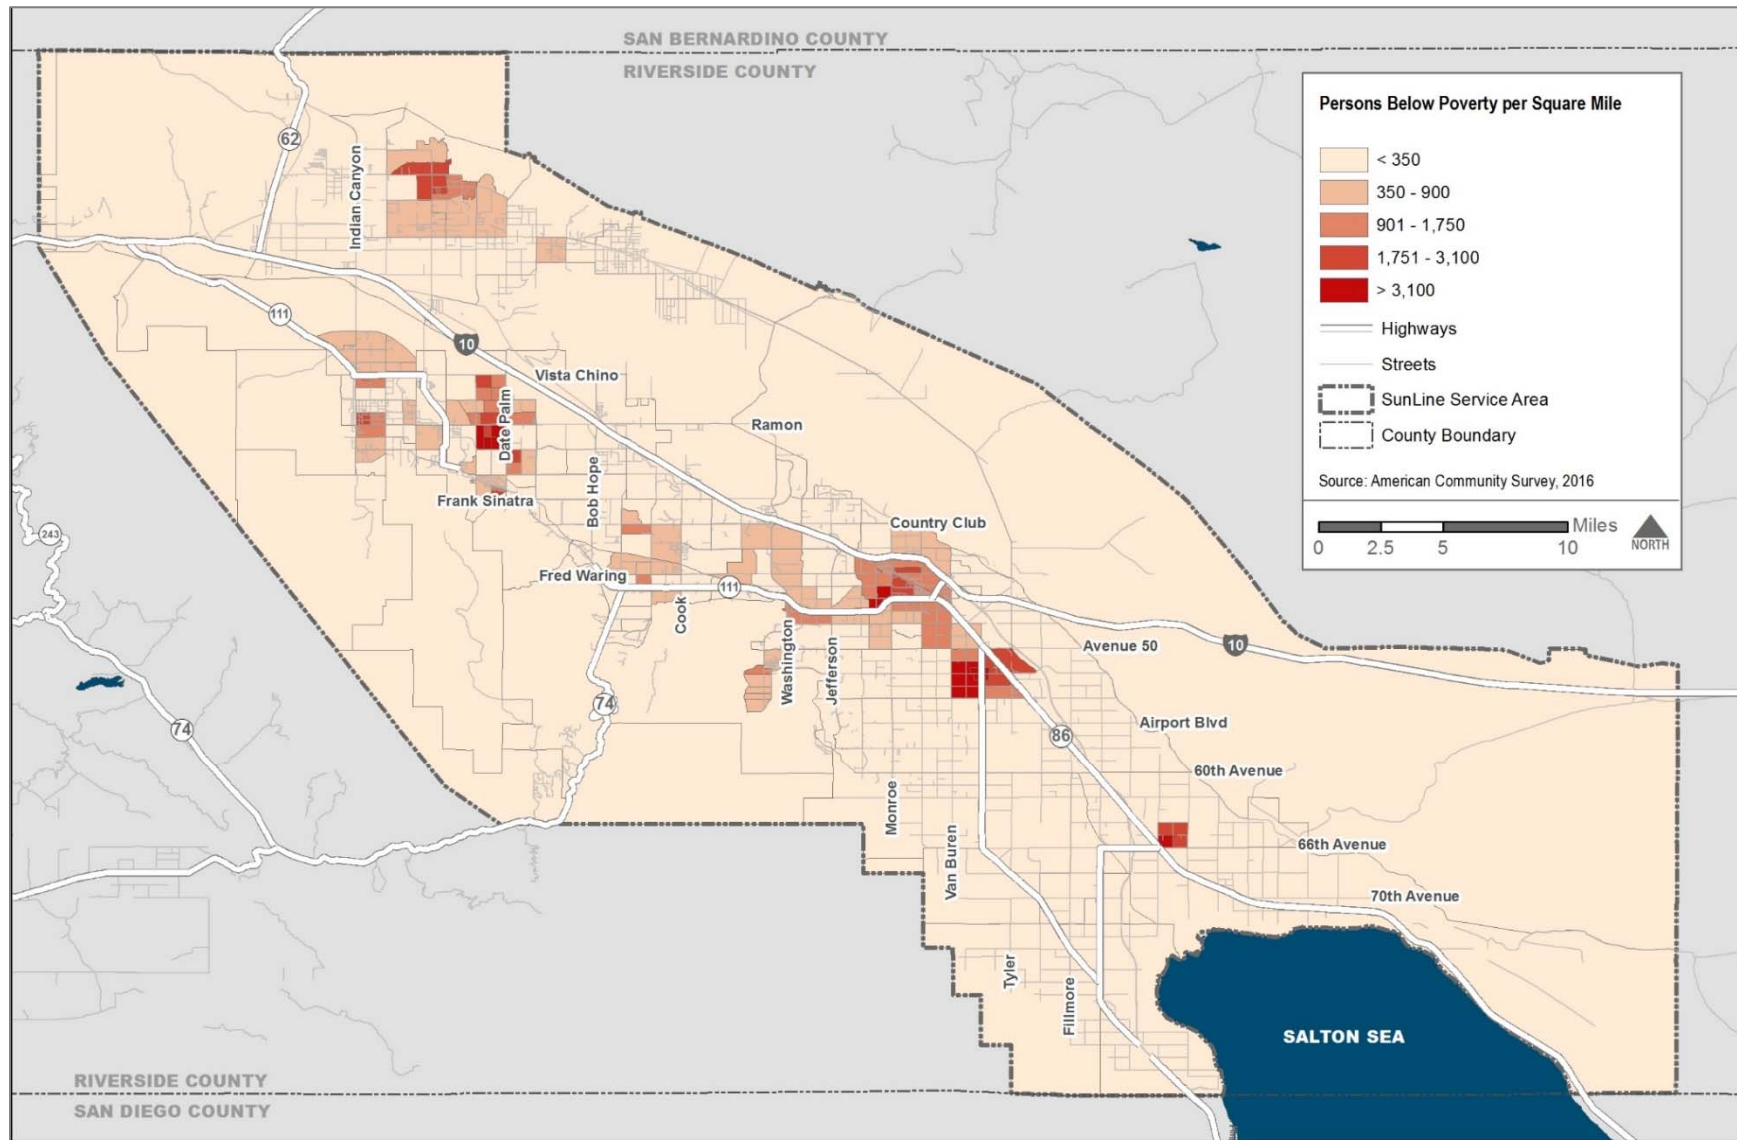 SAN BERNARDINO COUNTY
RIVERSIDE COUNTY
Persons Below Poverty per Square Mile
< 350
350 - 900
901 - 1,750
1,751 - 3,100
> 3,100
Highways
Streets
SunLine Service Area
County Boundary
Source: American Community Survey, 2016
Miles
0 2.5 5 10
NORTH
62
Indian Canyon
111
10
Vista Chino
Date Palm
Ramon
Bob Hope
Frank Sinatra
Country Club
243
Fred Waring
111
Cook
Washington
Jefferson
Avenue 50
10
74
74
Airport Blvd
86
60th Avenue
Monroe
66th Avenue
Van Buren
70th Avenue
Tyler
Fillmore
SALTON SEA
RIVERSIDE COUNTY
SAN DIEGO COUNTY